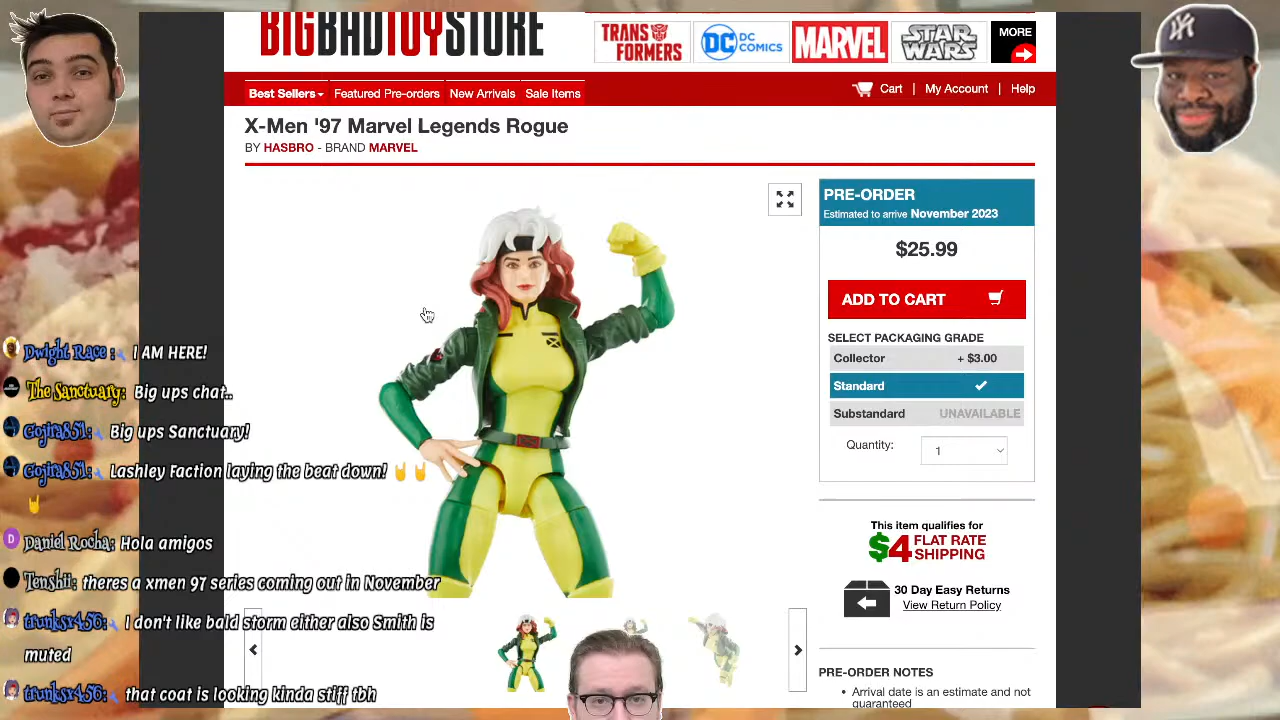 BIGBADTOYSTORE
TRANS
FORMERS
DC
DC
COMICS
MARVEL
STAR
WARS
MORE
Best Sellers
Featured Pre-orders
New Arrivals
Sale Items
Cart | My Account | Help
X-Men '97 Marvel Legends Rogue
BY HASBRO - BRAND MARVEL
PRE-ORDER
Estimated to arrive November 2023
$25.99
ADD TO CART
SELECT PACKAGING GRADE
Collector + $3.00
Standard
Substandard UNAVAILABLE
Quantity: 1
This item qualifies for
$4 FLAT RATE
SHIPPING
30 Day Easy Returns
View Return Policy
PRE-ORDER NOTES
• Arrival date is an estimate and not
guaranteed
Dwight Race: I AM HERE!
The Sanctuary: Big ups chat..
Gojira851: Big ups Sanctuary!
Gojira851: Lashley Faction laying the beat down! 🤘🤘
🤘
Daniel Rocha: Hola amigos
Tenshii: theres a xmen 97 series coming out in November
trunksx456: I don't like bald storm either also Smith is
muted
trunksx456: that coat is looking kinda stiff tbh